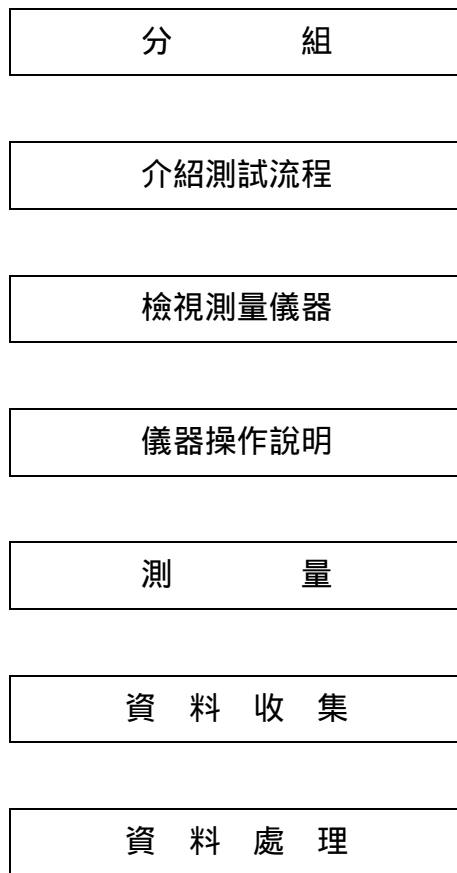 分　　　　組
介紹測試流程
檢視測量儀器
儀器操作說明
測　　　　量
資　料　收　集
資　料　處　理